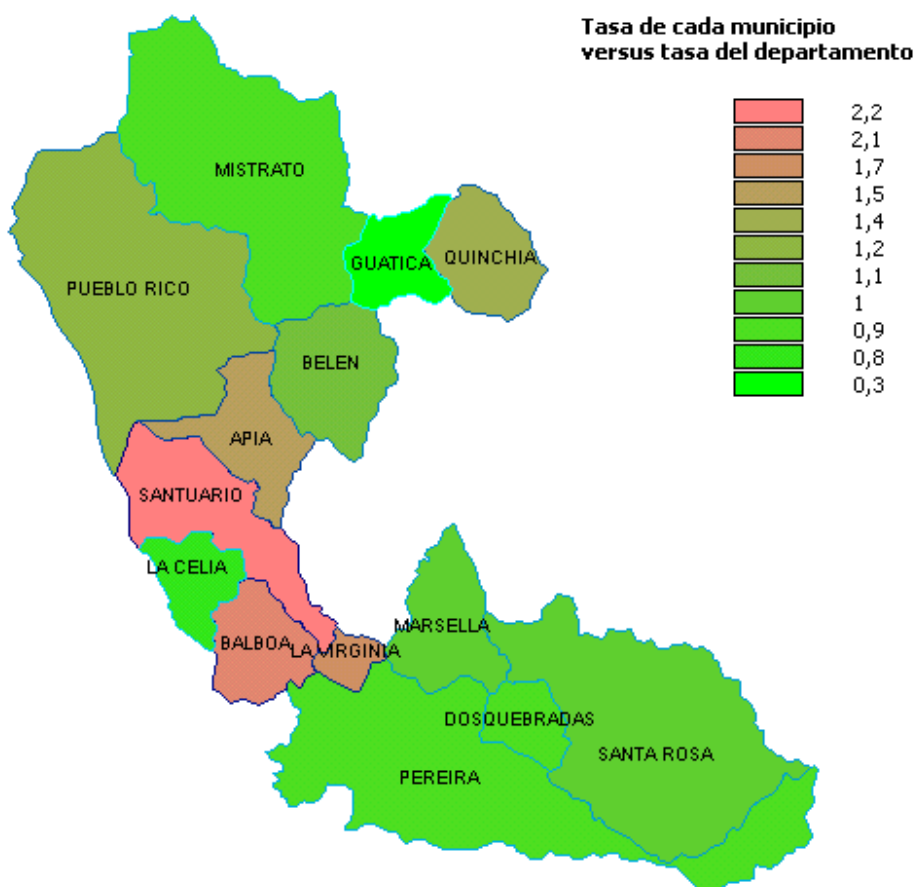 Tasa de cada municipio
versus tasa del departamento
2,2
2,1
1,7
1,5
1,4
1,2
1,1
1
0,9
0,8
0,3
MISTRATO
GUATICA
QUINCHIA
PUEBLO RICO
BELEN
APIA
SANTUARIO
LA CELIA
MARSELLA
BALBOA
LA VIRGINIA
DOSQUEBRADAS
SANTA ROSA
PEREIRA